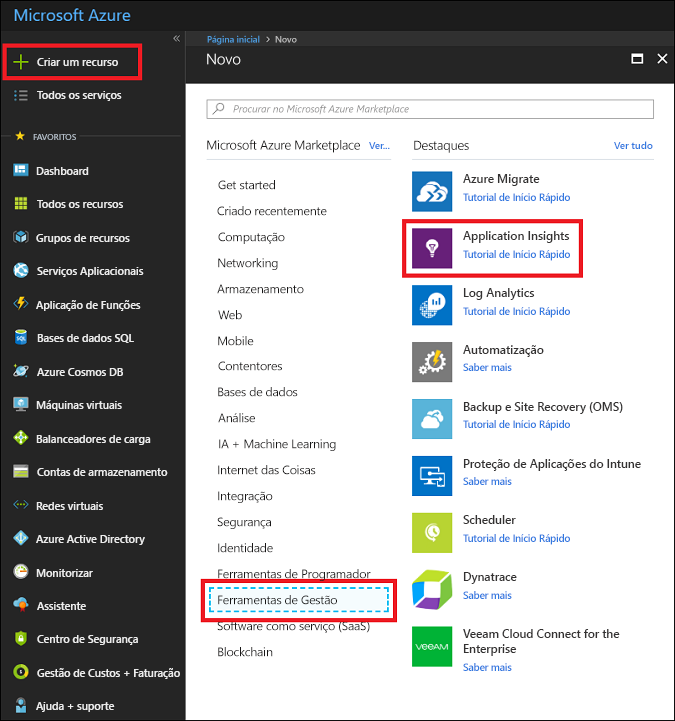 Microsoft Azure
«
Criar um recurso
Todos os serviços
FAVORITOS
Dashboard
Todos os recursos
Grupos de recursos
Serviços Aplicacionais
Aplicação de Funções
Bases de dados SQL
Azure Cosmos DB
Máquinas virtuais
Balanceadores de carga
Contas de armazenamento
Redes virtuais
Azure Active Directory
Monitorizar
Assistente
Centro de Segurança
Gestão de Custos + Faturação
Ajuda + suporte
Página inicial > Novo
Novo
Procurar no Microsoft Azure Marketplace
Microsoft Azure Marketplace Ver...
Get started
Criado recentemente
Computação
Networking
Armazenamento
Web
Mobile
Contentores
Bases de dados
Análise
IA + Machine Learning
Internet das Coisas
Integração
Segurança
Identidade
Ferramentas de Programador
Ferramentas de Gestão
Software como serviço (SaaS)
Blockchain
Destaques Ver tudo
Azure Migrate
Tutorial de Início Rápido
Application Insights
Tutorial de Início Rápido
Log Analytics
Tutorial de Início Rápido
Automatização
Saber mais
Backup e Site Recovery (OMS)
Tutorial de Início Rápido
Proteção de Aplicações do Intune
Saber mais
Scheduler
Tutorial de Início Rápido
Dynatrace
Saber mais
VEEAM
Veeam Cloud Connect for the
Enterprise
Saber mais